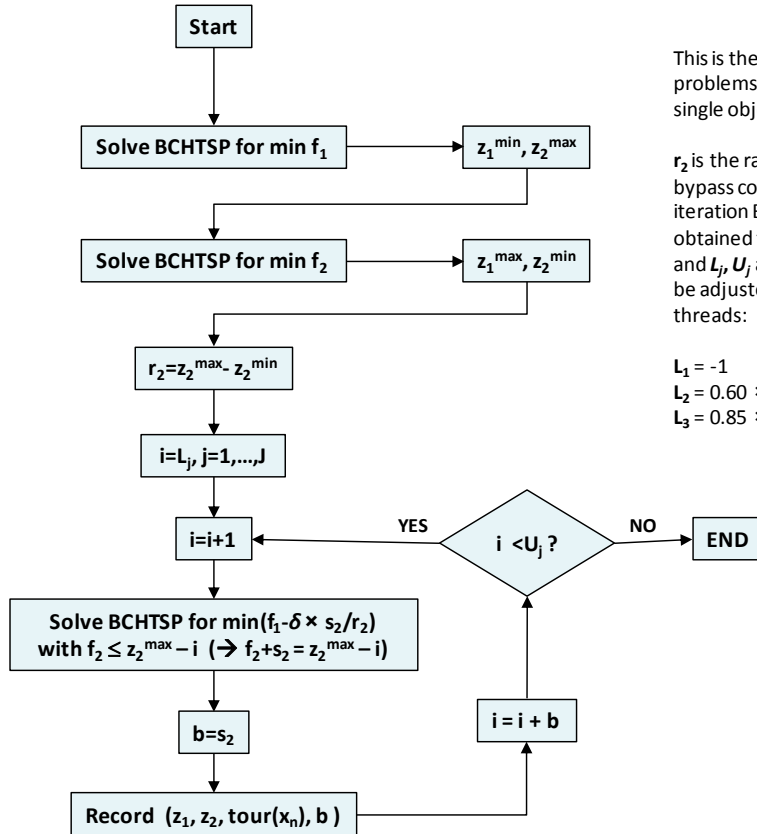 Start
Solve BCHTSP for min f₁
z₁ᵐⁱⁿ, z₂ᵐᵃˣ
Solve BCHTSP for min f₂
z₁ᵐᵃˣ, z₂ᵐⁱⁿ
r₂=z₂ᵐᵃˣ- z₂ᵐⁱⁿ
i=Lⱼ, j=1,...,J
i=i+1
Solve BCHTSP for min(f₁-δ × s₂/r₂)
with f₂ ≤ z₂ᵐᵃˣ – i (→ f₂+s₂ = z₂ᵐᵃˣ – i)
b=s₂
Record (z₁, z₂, tour(xₙ), b )
i = i + b
i <Uⱼ ?
YES
NO
END
This is the
problems
single obj
r₂ is the ra
bypass co
iteration
obtained
and Lⱼ, Uⱼ
be adjuste
threads:
L₁ = -1
L₂ = 0.60
L₃ = 0.85